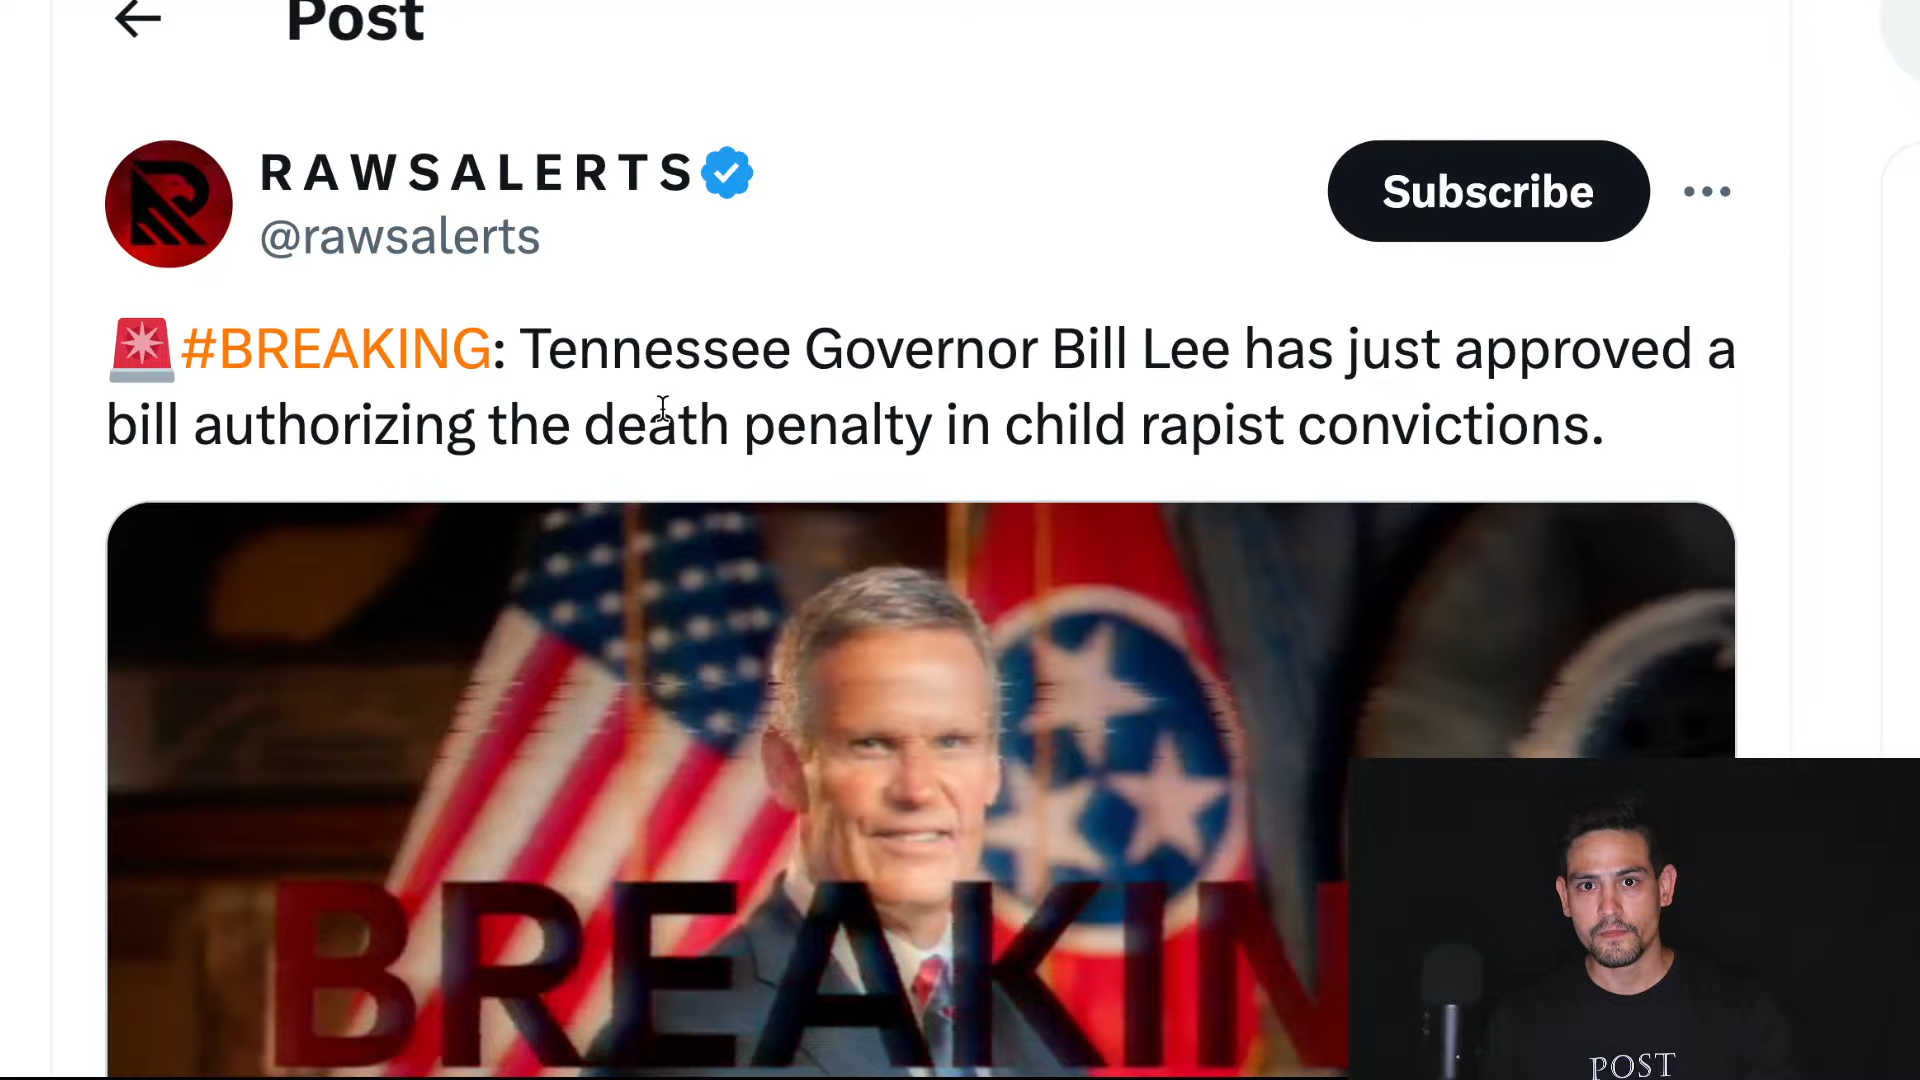 Post
RAWSALERTS
@rawsalerts
Subscribe
#BREAKING: Tennessee Governor Bill Lee has just approved a
bill authorizing the death penalty in child rapist convictions.
BREAKIN
POST